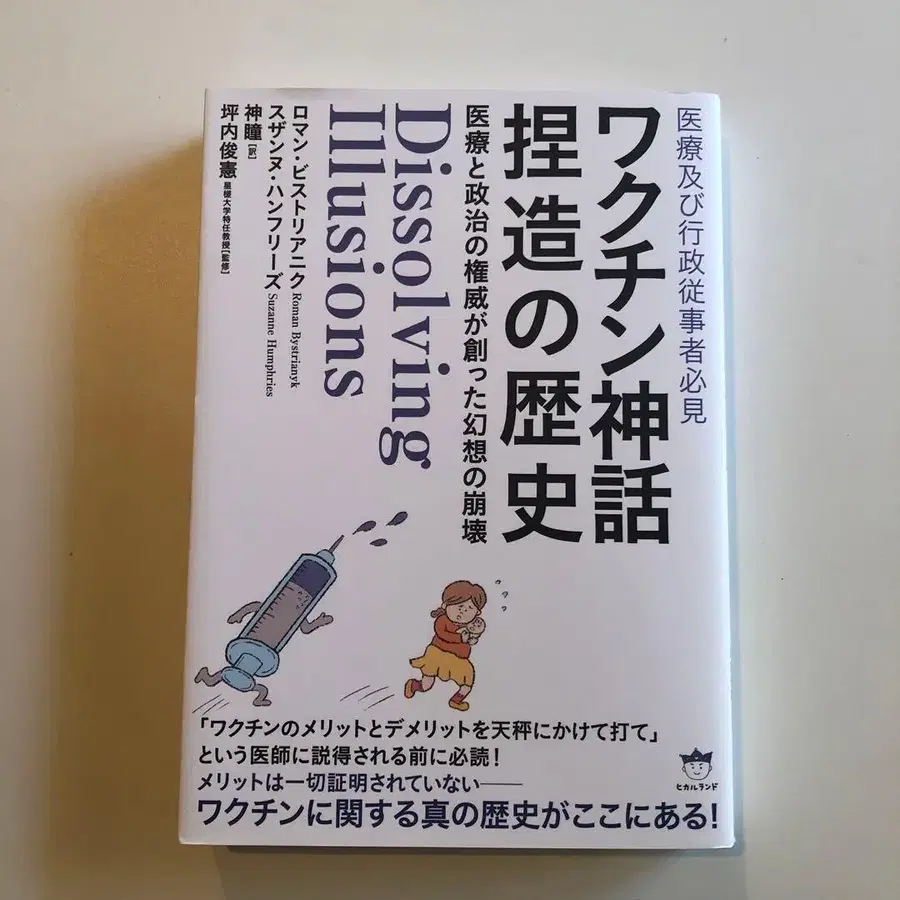 医療及び行政従事者必見
ワクチン神話
捏造の歴史
医療と政治の権威が創った幻想の崩壊
Dissolving
Illusions
ロマン・ビストリアニク Roman Bystrianyk
スザンヌ・ハンフリーズ Suzanne Humphries
神瞳[訳]
坪内俊憲 星槎大学特任教授[監修]
「ワクチンのメリットとデメリットを天秤にかけて打て」
という医師に説得される前に必読!
メリットは一切証明されていない──
ワクチンに関する真の歴史がここにある!
ヒカルランド